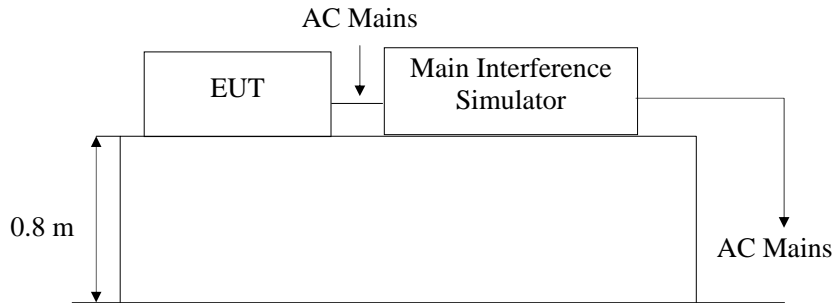 AC Mains
EUT
Main Interference
Simulator
0.8 m
AC Mains